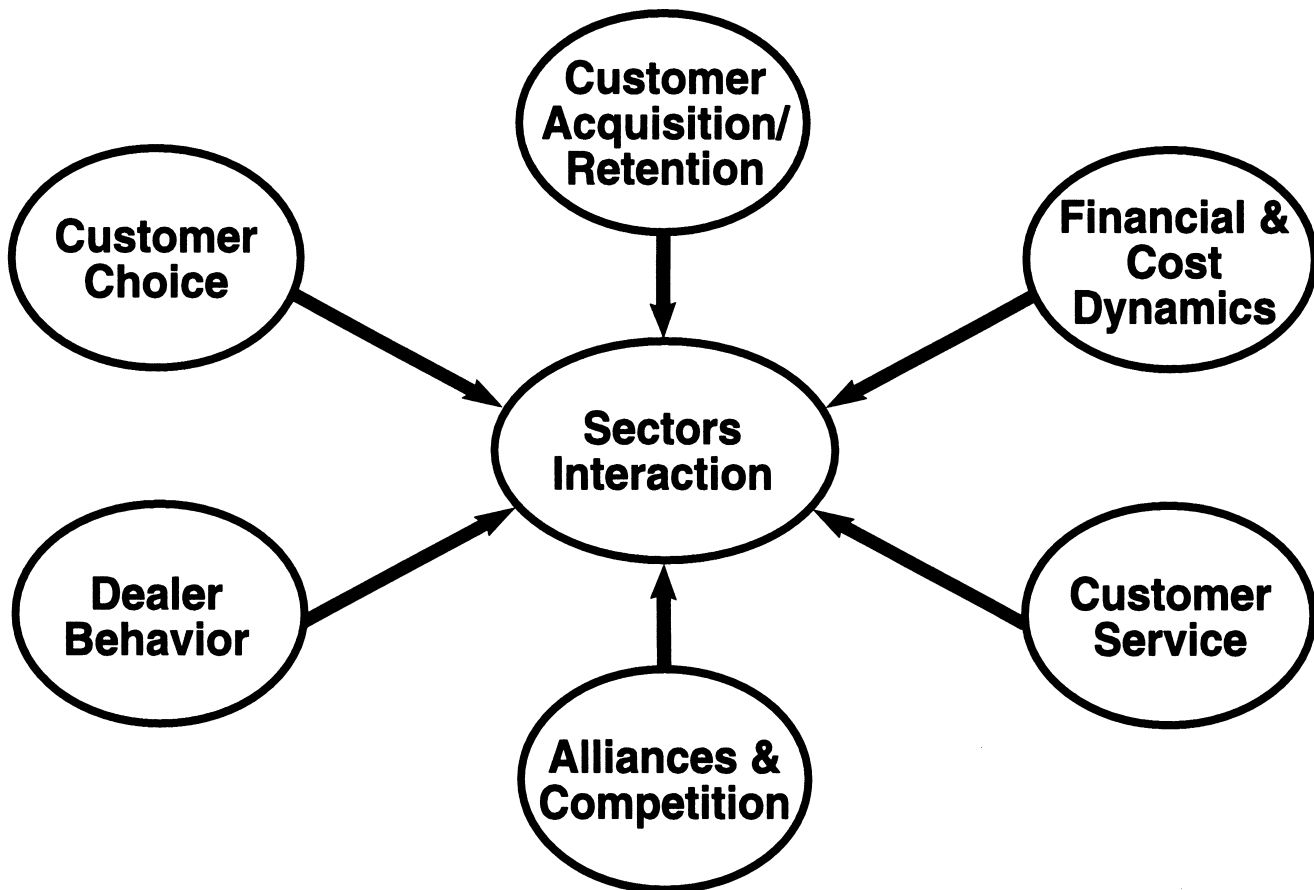 Customer
Acquisition/
Retention
Customer
Choice
Financial &
Cost
Dynamics
Sectors
Interaction
Dealer
Behavior
Customer
Service
Alliances &
Competition